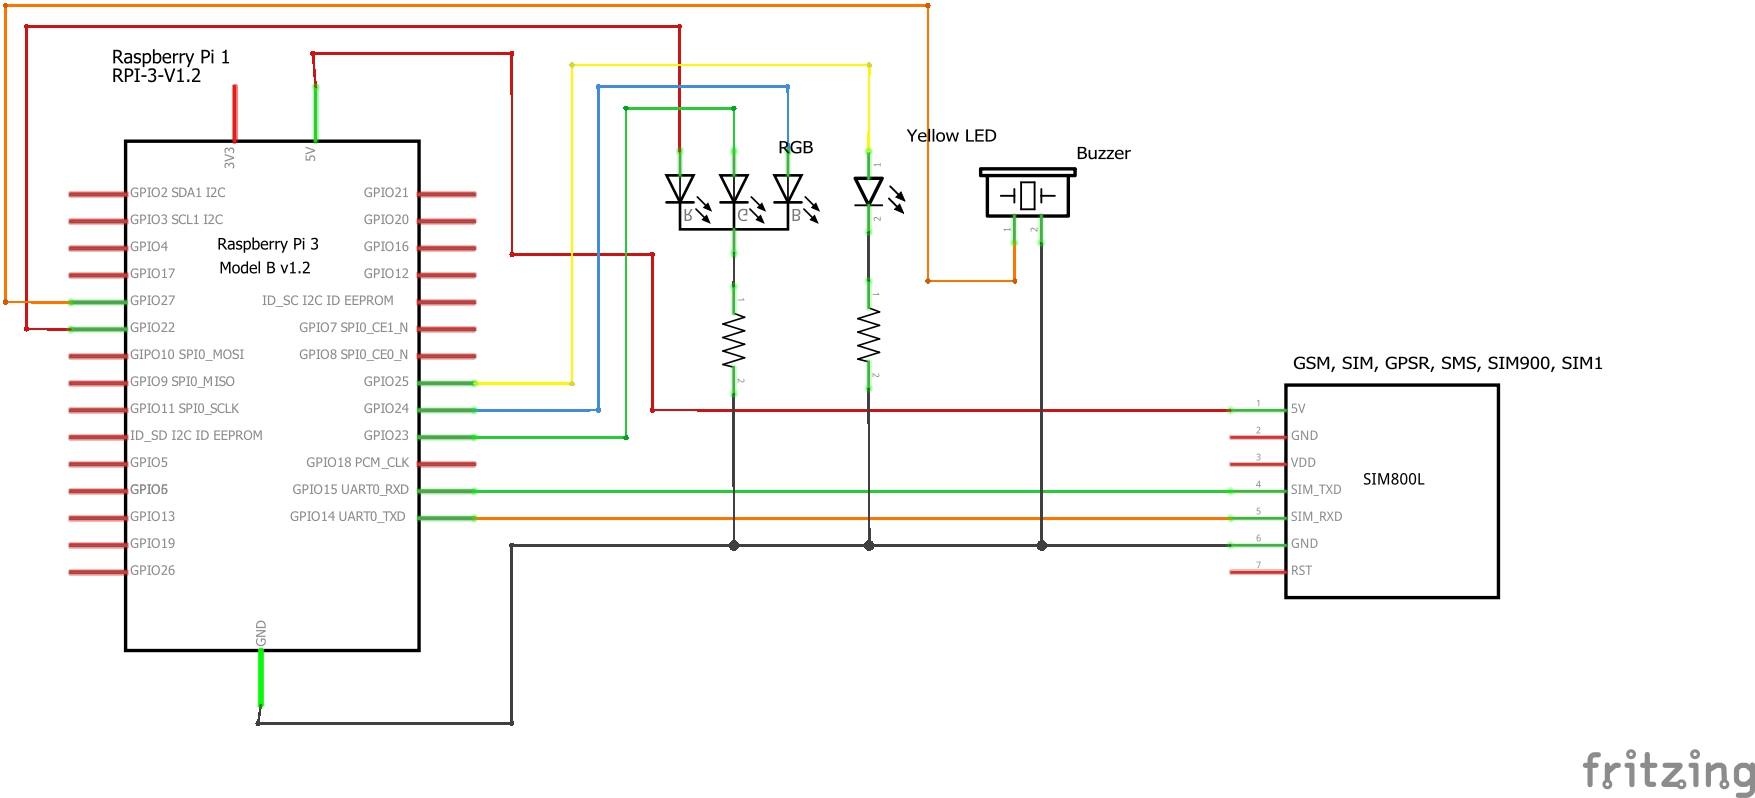 Raspberry Pi 1
RPI-3-V1.2
3V3
5V
GPIO2 SDA1 I2C
GPIO3 SCL1 I2C
GPIO4
GPIO17
GPIO27
GPIO22
GIPO10 SPI0_MOSI
GPIO9 SPI0_MISO
GPIO11 SPI0_SCLK
ID_SD I2C ID EEPROM
GPIO5
GPIO6
GPIO13
GPIO19
GPIO26
Raspberry Pi 3
Model B v1.2
GPIO21
GPIO20
GPIO16
GPIO12
ID_SC I2C ID EEPROM
GPIO7 SPI0_CE1_N
GPIO8 SPI0_CE0_N
GPIO25
GPIO24
GPIO23
GPIO18 PCM_CLK
GPIO15 UART0_RXD
GPIO14 UART0_TXD
GND
RGB
R
G
B
1
2
Yellow LED
1
2
1
2
Buzzer
1
2
GSM, SIM, GPSR, SMS, SIM900, SIM1
1 5V
2 GND
3 VDD
4 SIM_TXD
5 SIM_RXD
6 GND
7 RST
SIM800L
fritzing